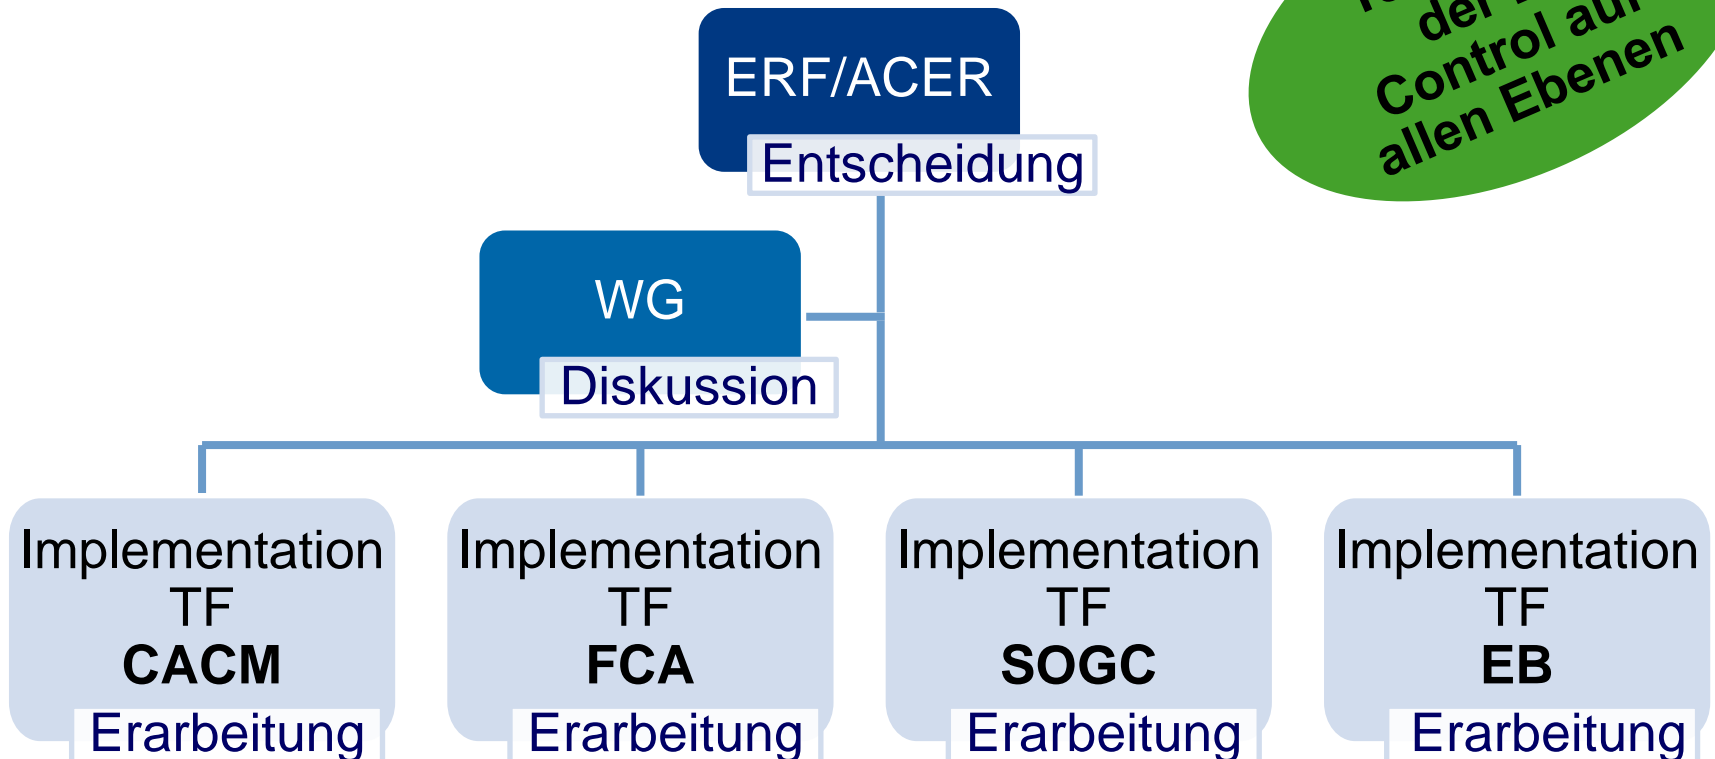 ERF/ACER
Entscheidung
der
Control auf
allen Ebenen
WG
Diskussion
Implementation
TF
CACM
Erarbeitung
Implementation
TF
FCA
Erarbeitung
Implementation
TF
SOGC
Erarbeitung
Implementation
TF
EB
Erarbeitung